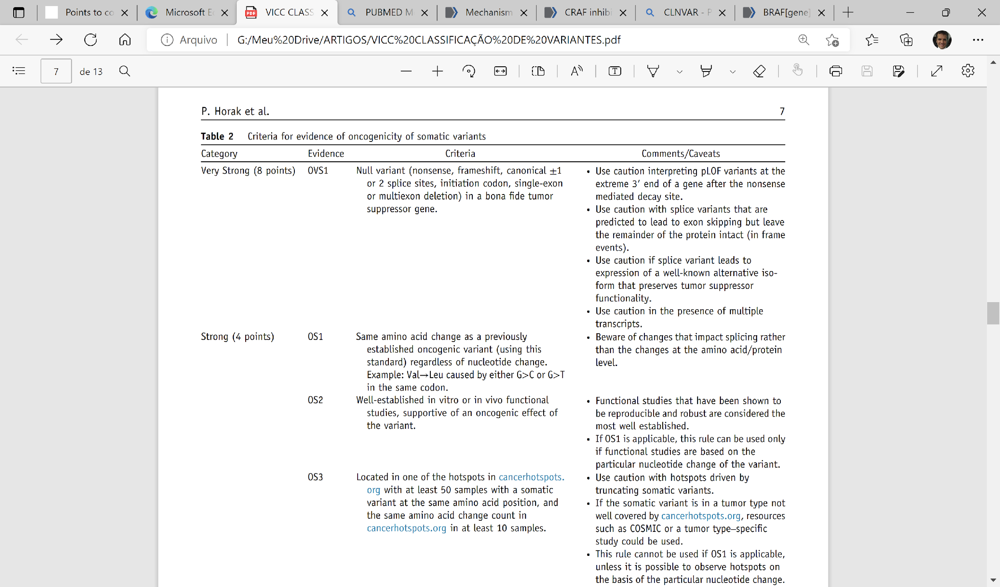 Points to co
Microsoft E
VICC CLASS
PUBMED M
Mechanism
CRAF inhibi
CLNVAR - P
BRAF[gene]
Arquivo
G:/Meu%20Drive/ARTIGOS/VICC%20CLASSIFICAÇÃO%20DE%20VARIANTES.pdf
7
de 13
P. Horak et al.
7
Table 2 Criteria for evidence of oncogenicity of somatic variants
Category Evidence Criteria Comments/Caveats
Very Strong (8 points) OVS1
Null variant (nonsense, frameshift, canonical ±1
or 2 splice sites, initiation codon, single-exon
or multiexon deletion) in a bona fide tumor
suppressor gene.
• Use caution interpreting pLOF variants at the
extreme 3′ end of a gene after the nonsense
mediated decay site.
• Use caution with splice variants that are
predicted to lead to exon skipping but leave
the remainder of the protein intact (in frame
events).
• Use caution if splice variant leads to
expression of a well-known alternative iso-
form that preserves tumor suppressor
functionality.
• Use caution in the presence of multiple
transcripts.
Strong (4 points) OS1
Same amino acid change as a previously
established oncogenic variant (using this
standard) regardless of nucleotide change.
Example: Val→Leu caused by either G>C or G>T
in the same codon.
• Beware of changes that impact splicing rather
than the changes at the amino acid/protein
level.
OS2
Well-established in vitro or in vivo functional
studies, supportive of an oncogenic effect of
the variant.
• Functional studies that have been shown to
be reproducible and robust are considered the
most well established.
• If OS1 is applicable, this rule can be used only
if functional studies are based on the
particular nucleotide change of the variant.
OS3
Located in one of the hotspots in cancerhotspots.
org with at least 50 samples with a somatic
variant at the same amino acid position, and
the same amino acid change count in
cancerhotspots.org in at least 10 samples.
• Use caution with hotspots driven by
truncating somatic variants.
• If the somatic variant is in a tumor type not
well covered by cancerhotspots.org, resources
such as COSMIC or a tumor type–specific
study could be used.
• This rule cannot be used if OS1 is applicable,
unless it is possible to observe hotspots on
the basis of the particular nucleotide change.